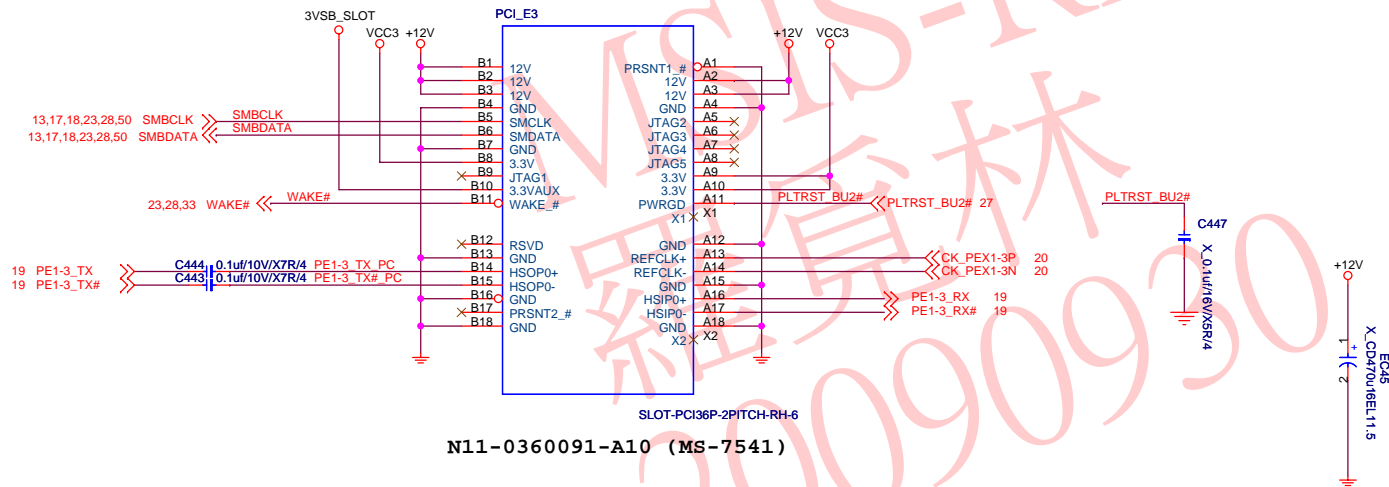 3VSB_SLOT
VCC3
+12V
PCI_E3
+12V
VCC3
B1 12V
B2 12V
B3 12V
B4 GND
B5 SMCLK
B6 SMDATA
B7 GND
B8 3.3V
B9 JTAG1
B10 3.3VAUX
B11 WAKE_#
B12 RSVD
B13 GND
B14 HSOP0+
B15 HSOP0-
B16 GND
B17 PRSNT2_#
B18 GND
PRSNT1_# A1
12V A2
12V A3
GND A4
JTAG2 A5
JTAG3 A6
JTAG4 A7
JTAG5 A8
3.3V A9
3.3V A10
PWRGD A11
X1 X1
GND A12
REFCLK+ A13
REFCLK- A14
GND A15
HSIP0+ A16
HSIP0- A17
GND A18
X2 X2
13,17,18,23,28,50 SMBCLK SMBCLK
13,17,18,23,28,50 SMBDATA SMBDATA
23,28,33 WAKE# WAKE#
19 PE1-3_TX C444 0.1uf/10V/X7R/4 PE1-3_TX_PC
19 PE1-3_TX# C443 0.1uf/10V/X7R/4 PE1-3_TX#_PC
PLTRST_BU2# PLTRST_BU2# 27
CK_PEX1-3P 20
CK_PEX1-3N 20
PE1-3_RX 19
PE1-3_RX# 19
PLTRST_BU2#
C447
X_0.1uf/16V/X5R/4
+12V
1
+
2
EC45
X_CD470u16EL11.5
SLOT-PCI36P-2PITCH-RH-6
N11-0360091-A10 (MS-7541)
羅覓林
20090930